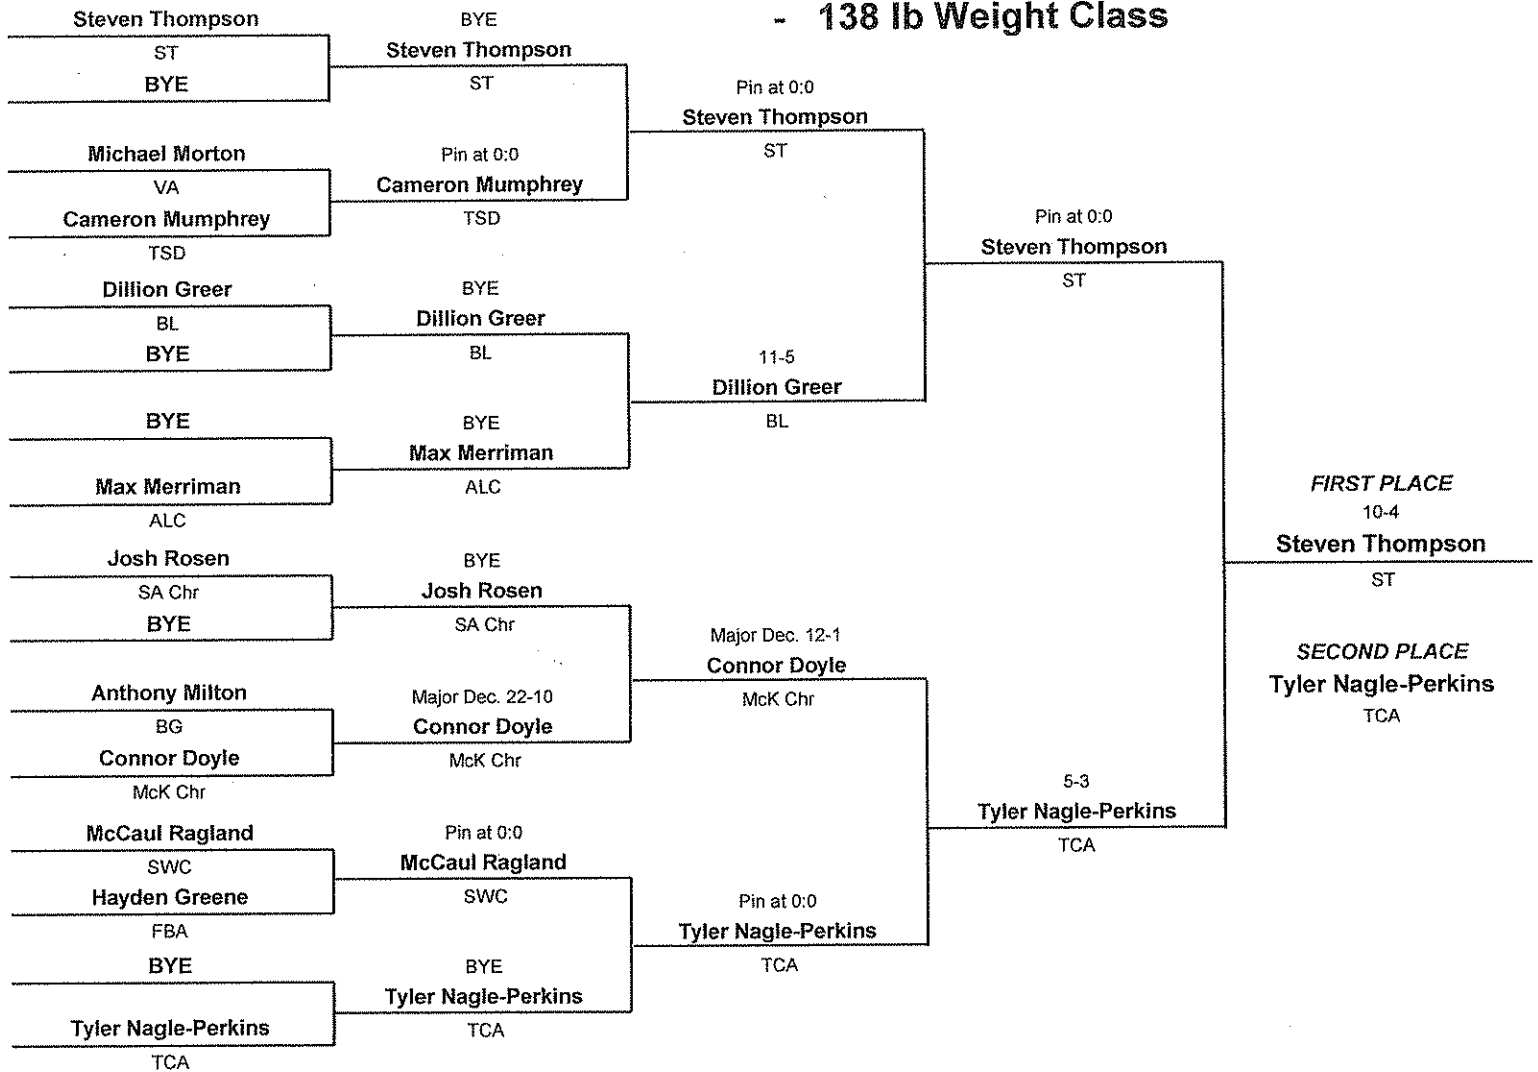 - 138 lb Weight Class
Steven Thompson
ST
BYE
Michael Morton
VA
Cameron Mumphrey
TSD
Dillion Greer
BL
BYE
BYE
Max Merriman
ALC
Josh Rosen
SA Chr
BYE
Anthony Milton
BG
Connor Doyle
McK Chr
McCaul Ragland
SWC
Hayden Greene
FBA
BYE
Tyler Nagle-Perkins
TCA
BYE
Steven Thompson
ST
Pin at 0:0
Cameron Mumphrey
TSD
BYE
Dillion Greer
BL
BYE
Max Merriman
ALC
BYE
Josh Rosen
SA Chr
Major Dec. 22-10
Connor Doyle
McK Chr
Pin at 0:0
McCaul Ragland
SWC
BYE
Tyler Nagle-Perkins
TCA
Pin at 0:0
Steven Thompson
ST
11-5
Dillion Greer
BL
Major Dec. 12-1
Connor Doyle
McK Chr
Pin at 0:0
Tyler Nagle-Perkins
TCA
Pin at 0:0
Steven Thompson
ST
5-3
Tyler Nagle-Perkins
TCA
FIRST PLACE
10-4
Steven Thompson
ST
SECOND PLACE
Tyler Nagle-Perkins
TCA